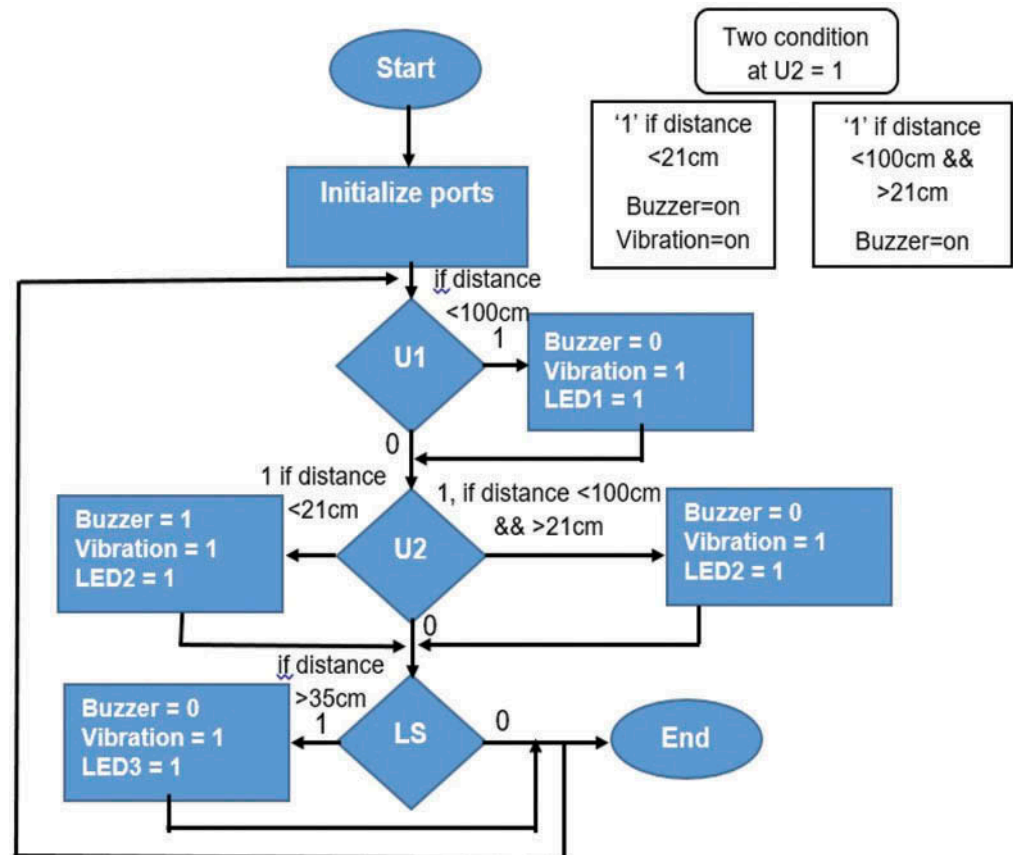 Start
Two condition
at U2 = 1
‘1’ if distance
<21cm
Buzzer=on
Vibration=on
‘1’ if distance
<100cm &&
>21cm
Buzzer=on
Initialize ports
if distance
<100cm
1
U1
Buzzer = 0
Vibration = 1
LED1 = 1
0
1 if distance
<21cm
1, if distance <100cm
&& >21cm
Buzzer = 1
Vibration = 1
LED2 = 1
U2
Buzzer = 0
Vibration = 1
LED2 = 1
0
if distance
>35cm
1
Buzzer = 0
Vibration = 1
LED3 = 1
LS
0
End